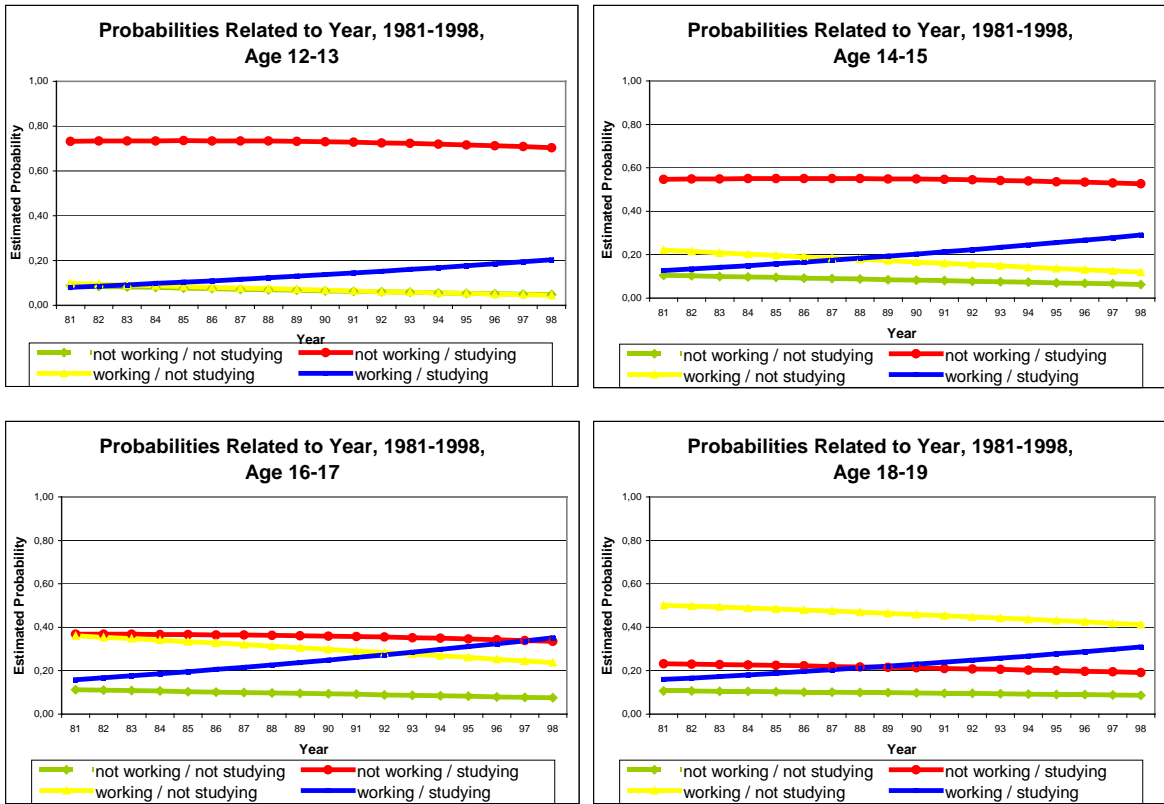 Probabilities Related to Year, 1981-1998,
Age 12-13
Estimated Probability
1,00
0,80
0,60
0,40
0,20
0,00
81 82 83 84 85 86 87 88 89 90 91 92 93 94 95 96 97 98
Year
not working / not studying
not working / studying
working / not studying
working / studying
Probabilities Related to Year, 1981-1998,
Age 14-15
Estimated Probability
1,00
0,80
0,60
0,40
0,20
0,00
81 82 83 84 85 86 87 88 89 90 91 92 93 94 95 96 97 98
Year
not working / not studying
not working / studying
working / not studying
working / studying
Probabilities Related to Year, 1981-1998,
Age 16-17
Estimated Probability
1,00
0,80
0,60
0,40
0,20
0,00
81 82 83 84 85 86 87 88 89 90 91 92 93 94 95 96 97 98
Year
not working / not studying
not working / studying
working / not studying
working / studying
Probabilities Related to Year, 1981-1998,
Age 18-19
Estimated Probability
1,00
0,80
0,60
0,40
0,20
0,00
81 82 83 84 85 86 87 88 89 90 91 92 93 94 95 96 97 98
Year
not working / not studying
not working / studying
working / not studying
working / studying